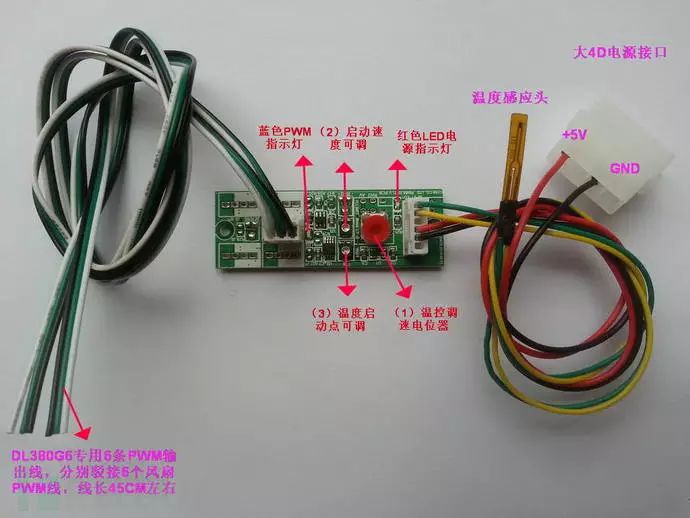 大4D电源接口
温度感应头
+5V
GND
蓝色PWM
指示灯
（2）启动速
度可调
红色LED电
源指示灯
（3）温度启
动点可调
（1）温控调
速电位器
DL380G6专用6条PWM输
出线，分别驳接6个风扇
PWM线，线长45CM左右